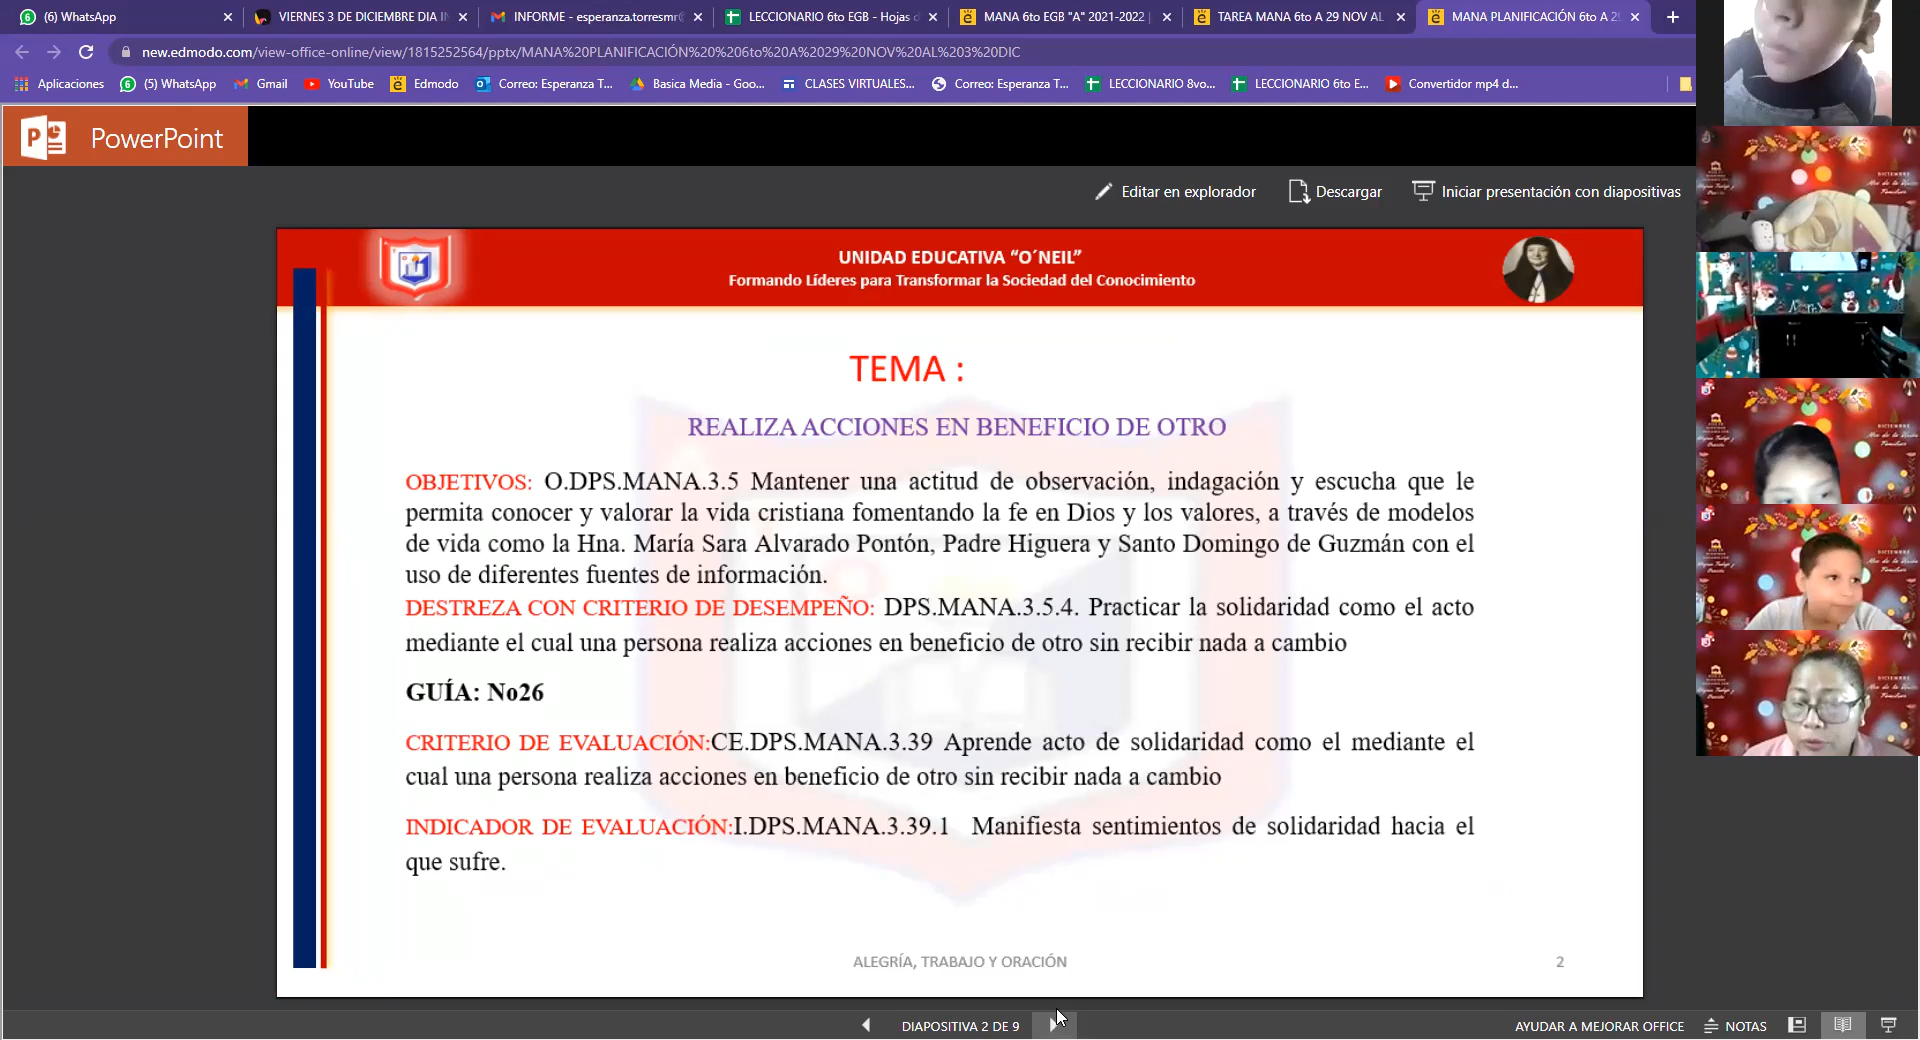 (6) WhatsApp
VIERNES 3 DE DICIEMBRE DIA I
INFORME - esperanza.torresmr
LECCIONARIO 6to EGB - Hojas d
MANA 6to EGB "A" 2021-2022 |
TAREA MANA 6to A 29 NOV AL
MANA PLANIFICACIÓN 6to A 29
new.edmodo.com/view-office-online/view/1815252564/pptx/MANA%20PLANIFICACIÓN%20%206to%20A%2029%20NOV%20AL%203%20DIC
Aplicaciones
(5) WhatsApp
Gmail
YouTube
Edmodo
Correo: Esperanza T...
Basica Media - Goo...
CLASES VIRTUALES...
Correo: Esperanza T...
LECCIONARIO 8vo...
LECCIONARIO 6to E...
Convertidor mp4 d...
PowerPoint
Editar en explorador
Descargar
Iniciar presentación con diapositivas
UNIDAD EDUCATIVA “O´NEIL”
Formando Líderes para Transformar la Sociedad del Conocimiento
TEMA :
REALIZA ACCIONES EN BENEFICIO DE OTRO
OBJETIVOS: O.DPS.MANA.3.5 Mantener una actitud de observación, indagación y escucha que le
permita conocer y valorar la vida cristiana fomentando la fe en Dios y los valores, a través de modelos
de vida como la Hna. María Sara Alvarado Pontón, Padre Higuera y Santo Domingo de Guzmán con el
uso de diferentes fuentes de información.
DESTREZA CON CRITERIO DE DESEMPEÑO: DPS.MANA.3.5.4. Practicar la solidaridad como el acto
mediante el cual una persona realiza acciones en beneficio de otro sin recibir nada a cambio
GUÍA: No26
CRITERIO DE EVALUACIÓN:CE.DPS.MANA.3.39 Aprende acto de solidaridad como el mediante el
cual una persona realiza acciones en beneficio de otro sin recibir nada a cambio
INDICADOR DE EVALUACIÓN:I.DPS.MANA.3.39.1 Manifiesta sentimientos de solidaridad hacia el
que sufre.
ALEGRÍA, TRABAJO Y ORACIÓN
2
DIAPOSITIVA 2 DE 9
AYUDAR A MEJORAR OFFICE
NOTAS